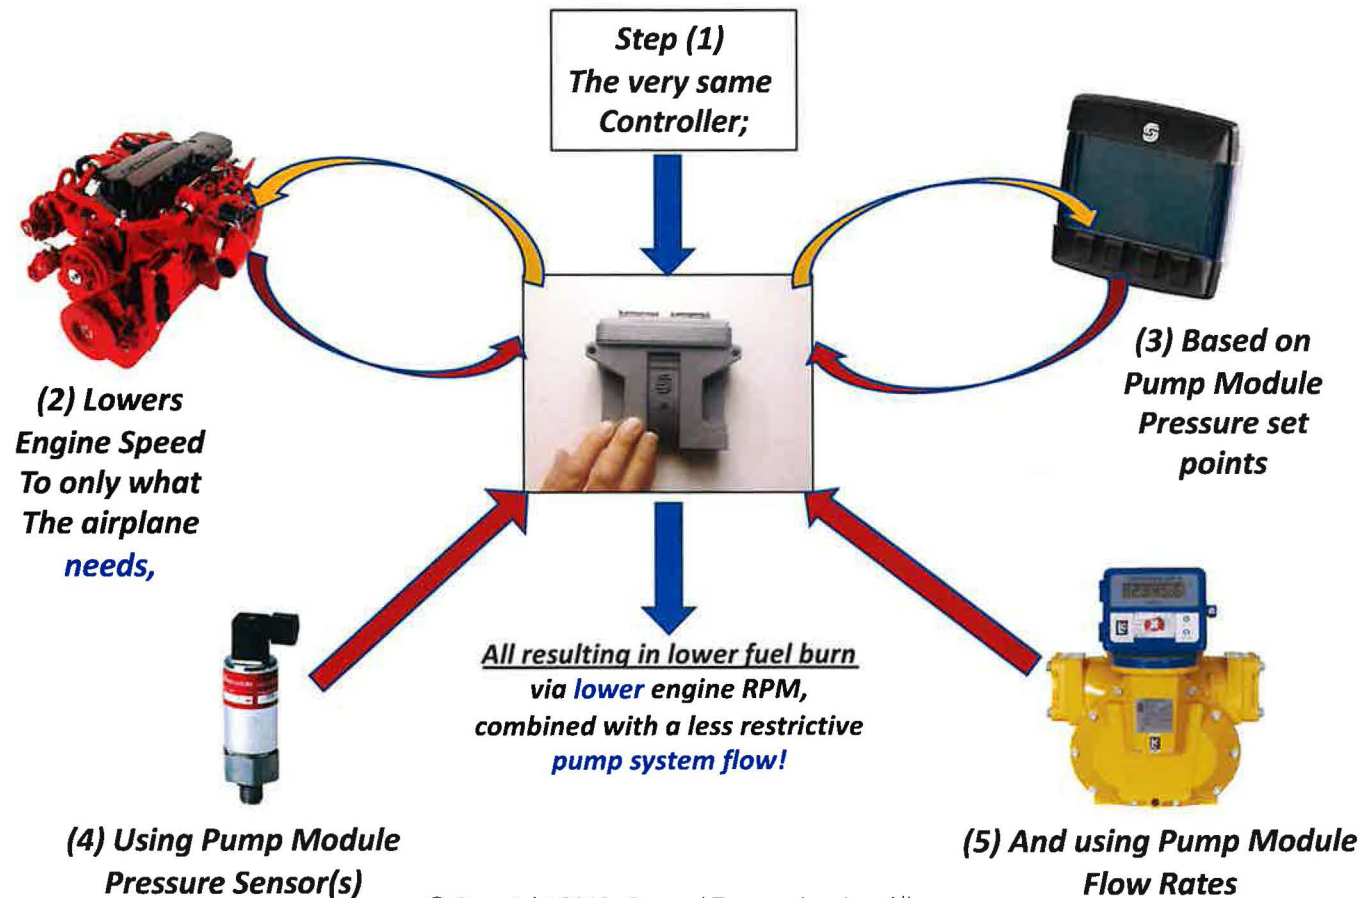 Step (1)
The very same
Controller;
(2) Lowers
Engine Speed
To only what
The airplane
needs,
(3) Based on
Pump Module
Pressure set
points
All resulting in lower fuel burn
via lower engine RPM,
combined with a less restrictive
pump system flow!
(4) Using Pump Module
Pressure Sensor(s)
(5) And using Pump Module
Flow Rates